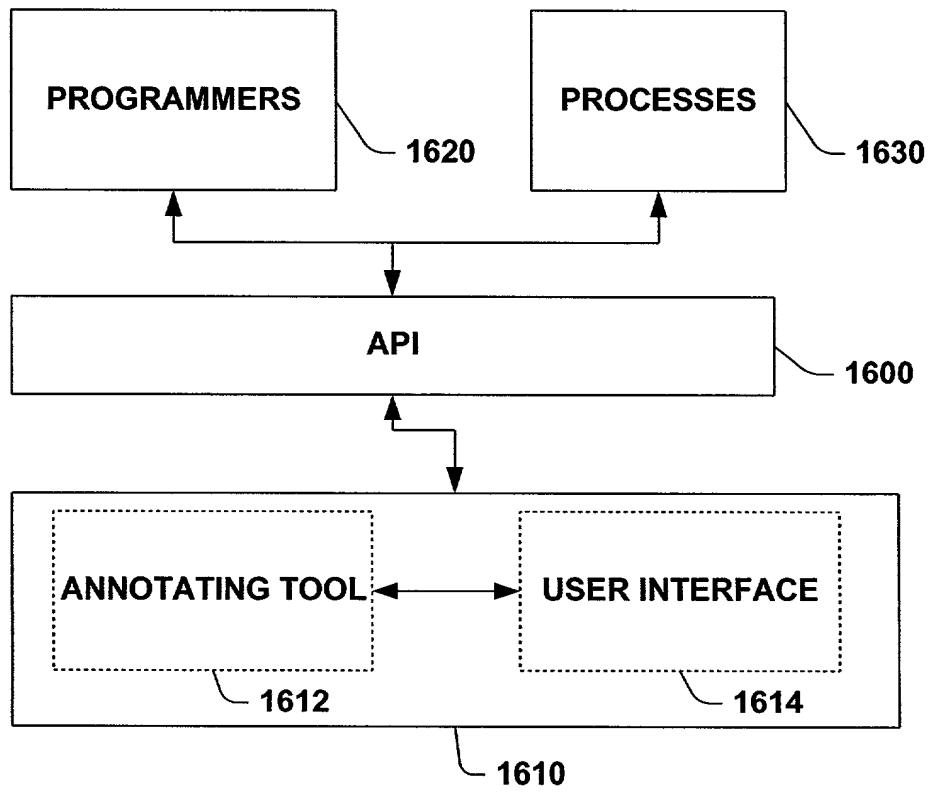 PROGRAMMERS
1620
PROCESSES
1630
API
1600
ANNOTATING TOOL
1612
USER INTERFACE
1614
1610